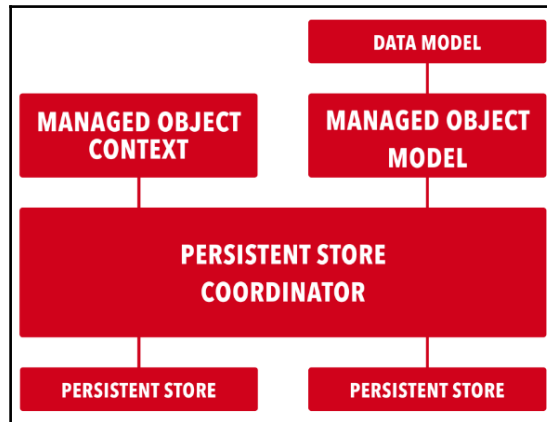 DATA MODEL
MANAGED OBJECT
CONTEXT
MANAGED OBJECT
MODEL
PERSISTENT STORE
COORDINATOR
PERSISTENT STORE
PERSISTENT STORE